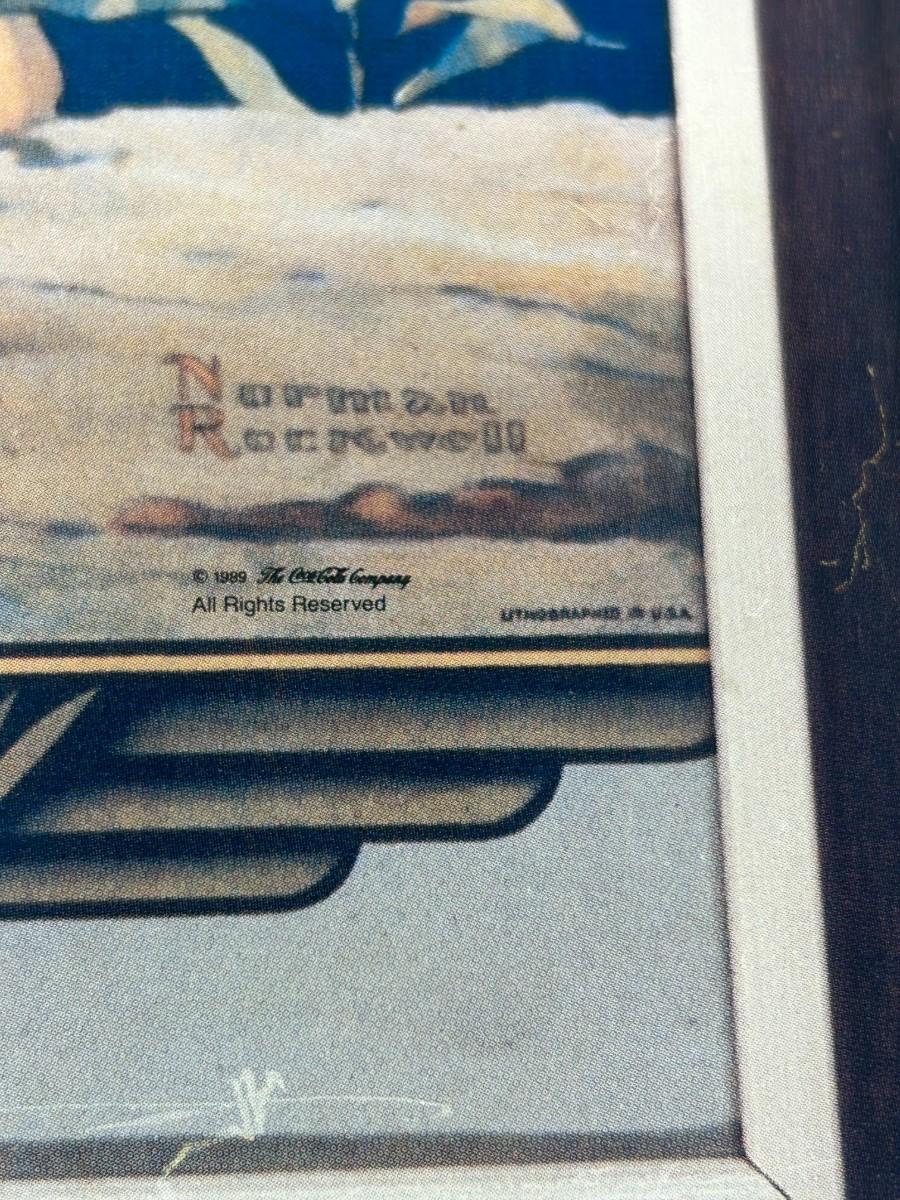 Norman
Rockwell
© 1989 The Coca-Cola Company
All Rights Reserved
LITHOGRAPHED IN U.S.A.